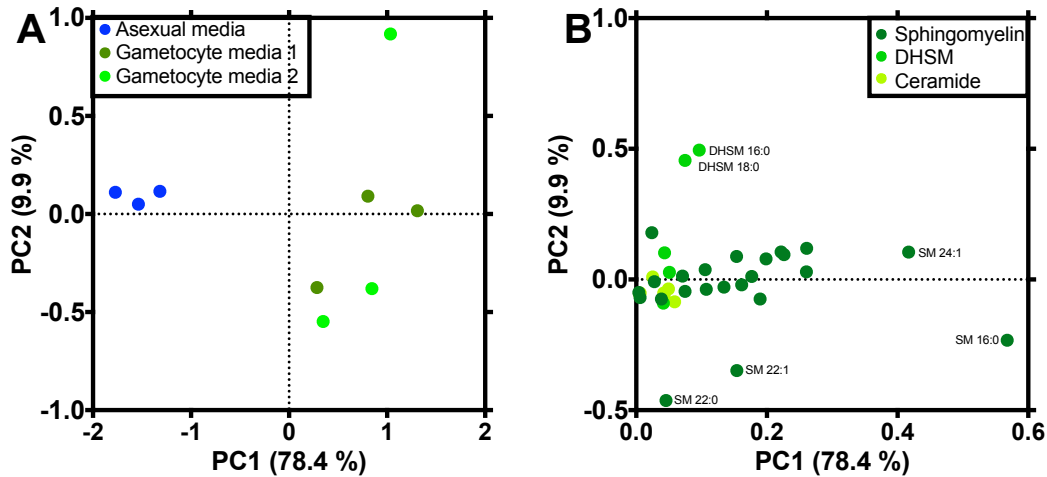 A
Asexual media
Gametocyte media 1
Gametocyte media 2
1.0
0.5
0.0
-0.5
-1.0
PC2 (9.9 %)
-2
-1
0
1
2
PC1 (78.4 %)
B
Sphingomyelin
DHSM
Ceramide
1.0
0.5
0.0
-0.5
PC2 (9.9 %)
DHSM 16:0
DHSM 18:0
SM 24:1
SM 16:0
SM 22:1
SM 22:0
0.0
0.2
0.4
0.6
PC1 (78.4 %)